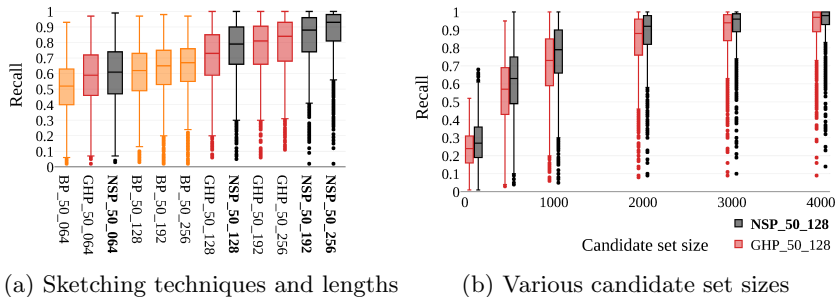 1
0.9
0.8
0.7
0.6
0.5
0.4
0.3
0.2
0.1
0
Recall
BP_50_064
GHP_50_064
NSP_50_064
BP_50_128
BP_50_192
BP_50_256
GHP_50_128
NSP_50_128
GHP_50_192
GHP_50_256
NSP_50_192
NSP_50_256
(a) Sketching techniques and lengths
1
0.9
0.8
0.7
0.6
0.5
0.4
0.3
0.2
0.1
0
Recall
0 1000 2000 3000 4000
Candidate set size
NSP_50_128
GHP_50_128
(b) Various candidate set sizes